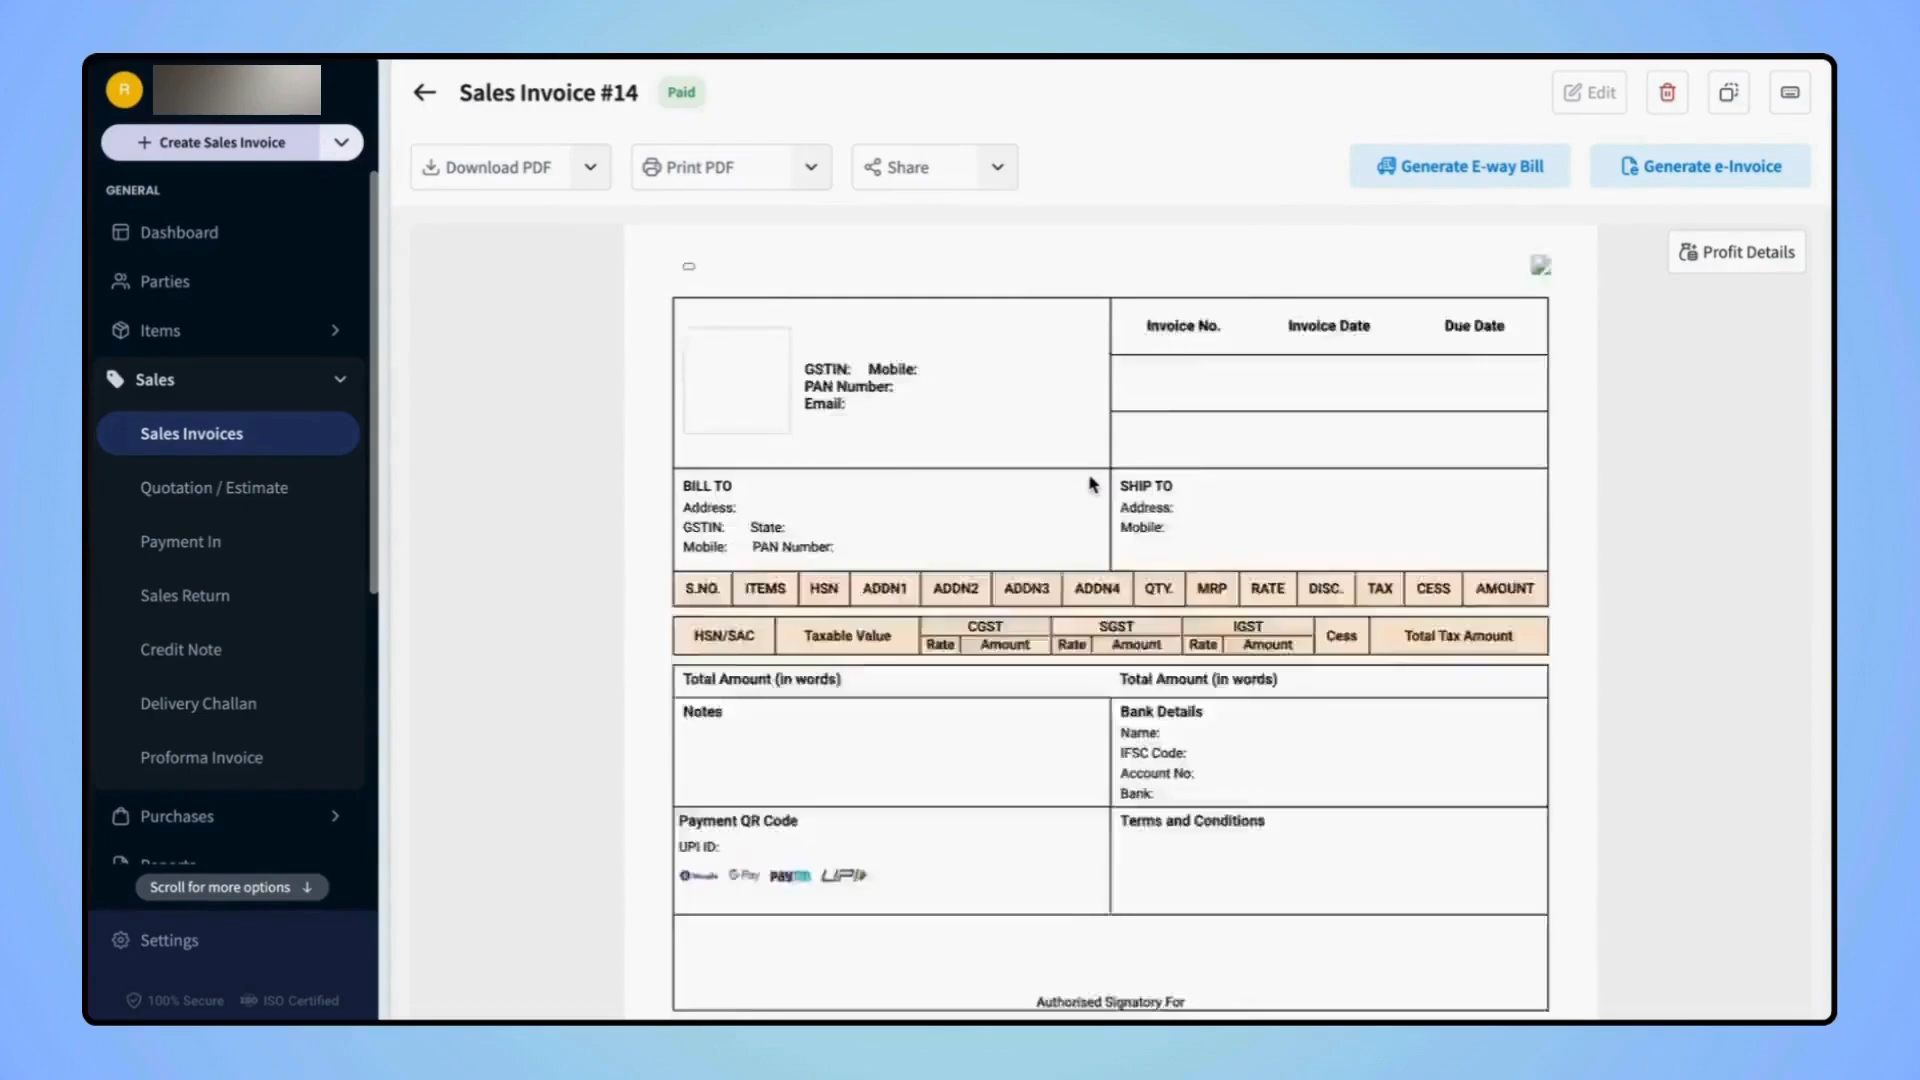 R
+ Create Sales Invoice
GENERAL
Dashboard
Parties
Items
Sales
Sales Invoices
Quotation / Estimate
Payment In
Sales Return
Credit Note
Delivery Challan
Proforma Invoice
Purchases
Reports
Scroll for more options ↓
Settings
100% Secure ISO ISO Certified
← Sales Invoice #14 Paid
Edit
Download PDF Print PDF Share
Generate E-way Bill Generate e-Invoice
Profit Details
Invoice No. Invoice Date Due Date
GSTIN: Mobile:
PAN Number:
Email:
BILL TO
Address:
GSTIN: State:
Mobile: PAN Number:
SHIP TO
Address:
Mobile:
S.NO. ITEMS HSN ADDN1 ADDN2 ADDN3 ADDN4 QTY. MRP RATE DISC. TAX CESS AMOUNT
HSN/SAC Taxable Value CGST SGST IGST Cess Total Tax Amount
Rate Amount Rate Amount Rate Amount
Total Amount (in words) Total Amount (in words)
Notes
Bank Details
Name:
IFSC Code:
Account No:
Bank:
Payment QR Code
UPI ID:
G Pay paytm UPI
Terms and Conditions
Authorised Signatory For